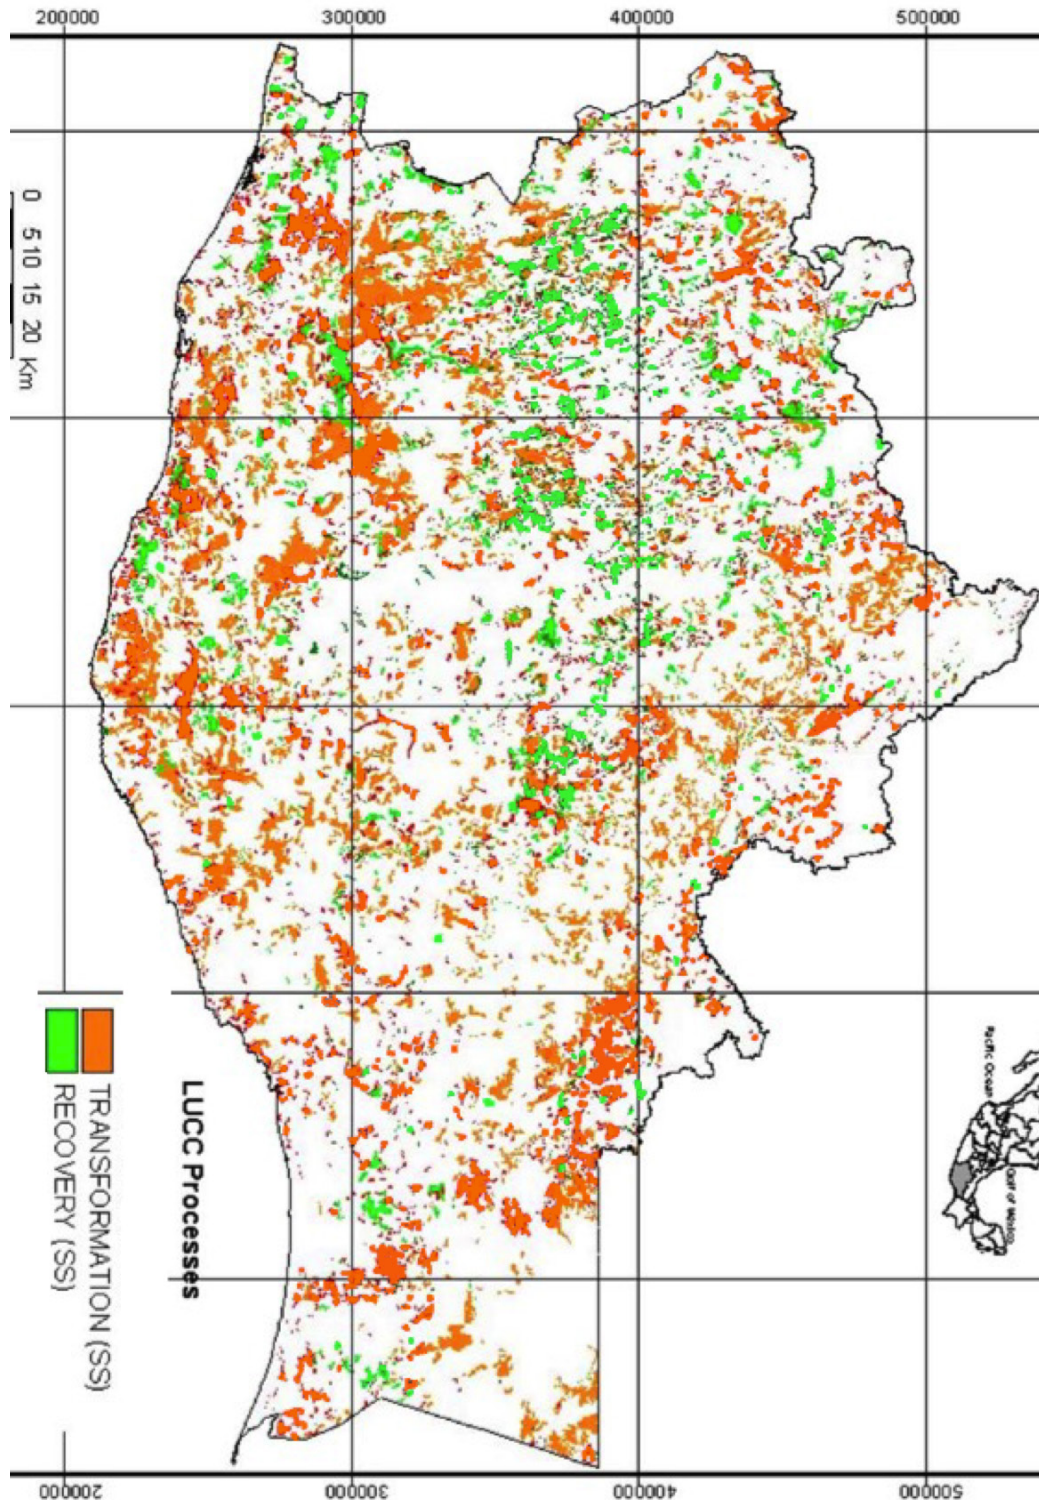 200000 300000 400000 500000
0 5 10 15 20 Km
Pacific Ocean
Gulf of Mexico
LUCC Processes
TRANSFORMATION (SS)
RECOVERY (SS)
200000 300000 400000 500000